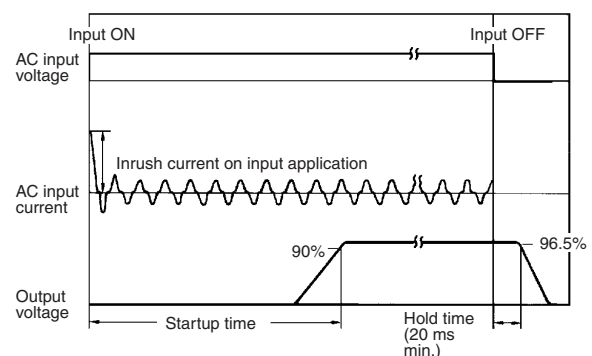 Input ON
Input OFF
AC input
voltage
Inrush current on input application
AC input
current
90%
96.5%
Output
voltage
Startup time
Hold time
(20 ms
min.)